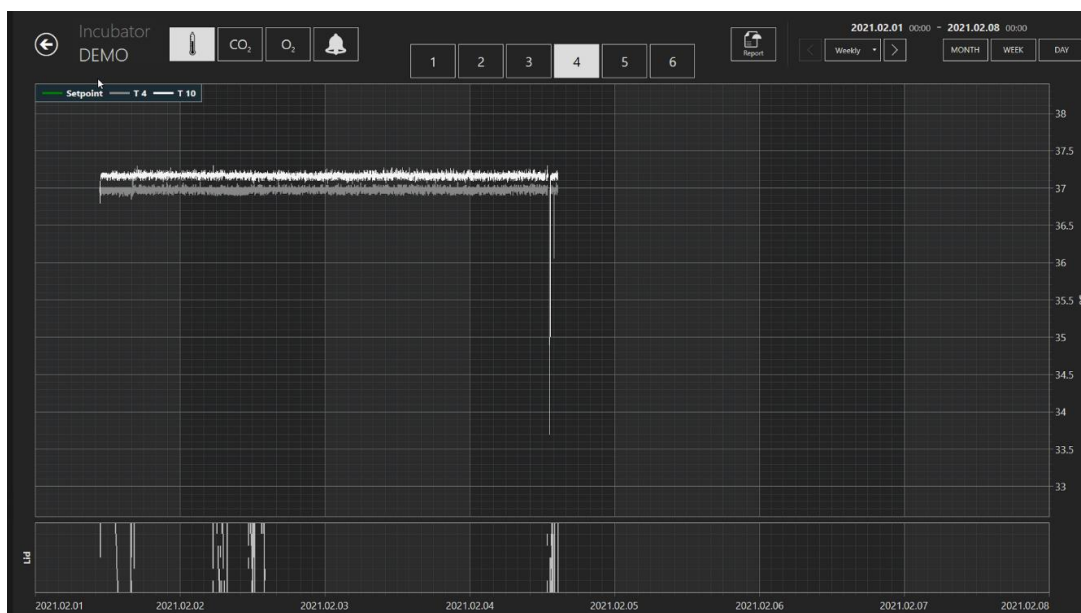 Incubator
DEMO
CO₂
O₂
1 2 3 4 5 6
Report
2021.02.01 00:00 - 2021.02.08 00:00
Weekly
MONTH WEEK DAY
Setpoint T 4 T 10
38
37.5
37
36.5
36
35.5
35
34.5
34
33.5
33
Lid
2021.02.01 2021.02.02 2021.02.03 2021.02.04 2021.02.05 2021.02.06 2021.02.07 2021.02.08